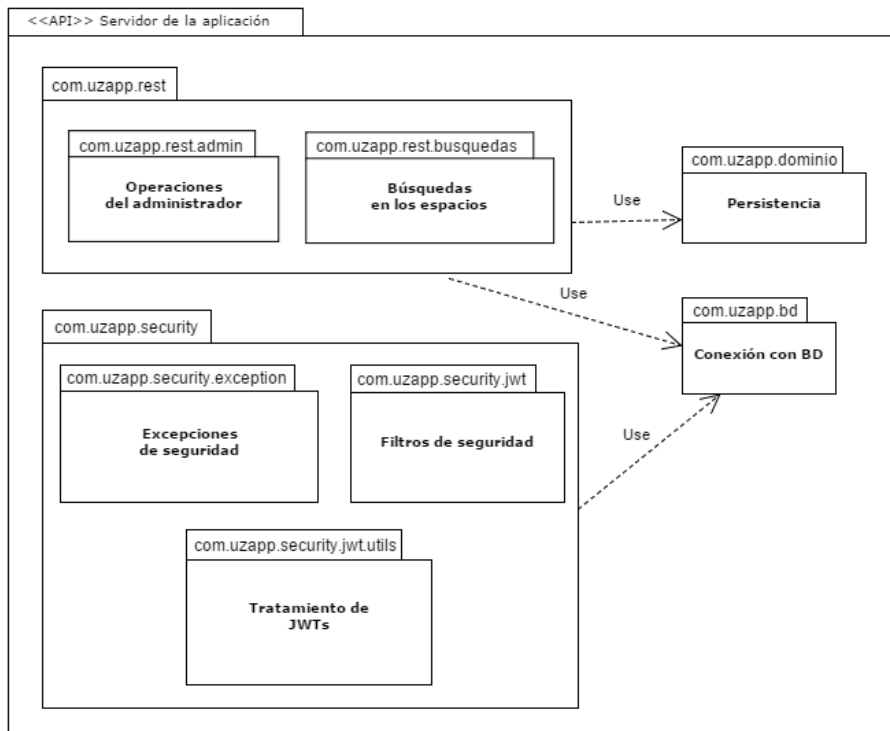 <<API>> Servidor de la aplicación
com.uzapp.rest
com.uzapp.rest.admin
Operaciones
del administrador
com.uzapp.rest.busquedas
Búsquedas
en los espacios
Use
com.uzapp.dominio
Persistencia
Use
com.uzapp.bd
Conexión con BD
com.uzapp.security
com.uzapp.security.exception
Excepciones
de seguridad
com.uzapp.security.jwt
Filtros de seguridad
Use
com.uzapp.security.jwt.utils
Tratamiento de
JWTs